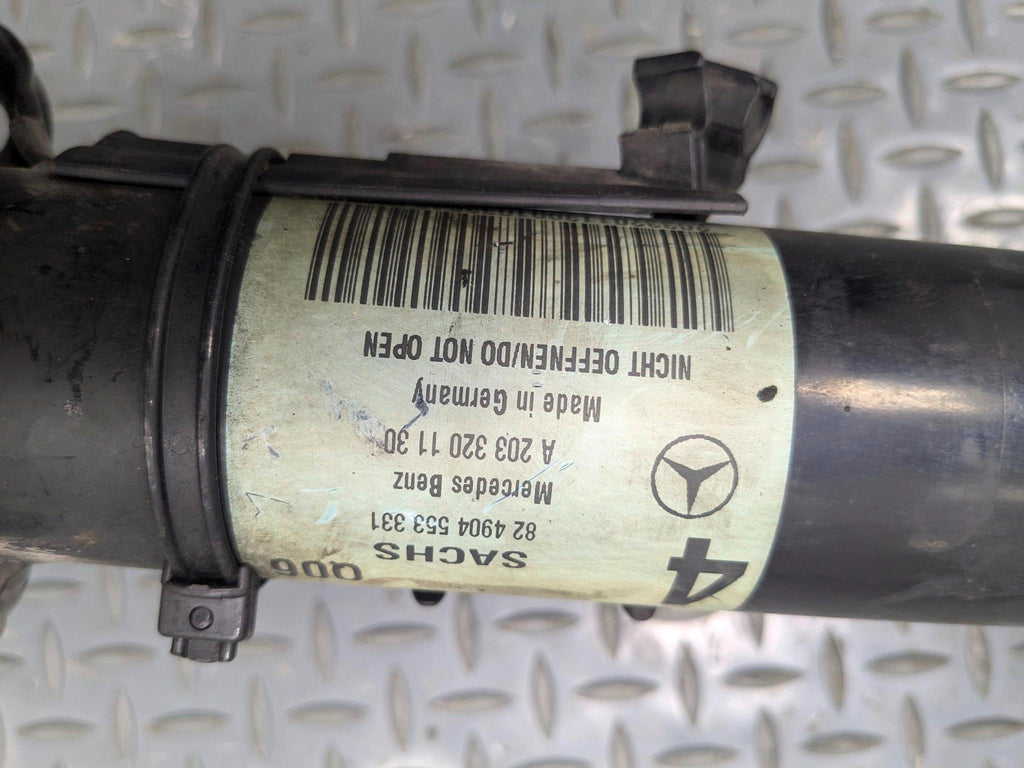 4
Q06
SACHS
82 4904 553 331
Mercedes Benz
A 203 320 11 30
Made in Germany
NICHT OEFFNEN/DO NOT OPEN